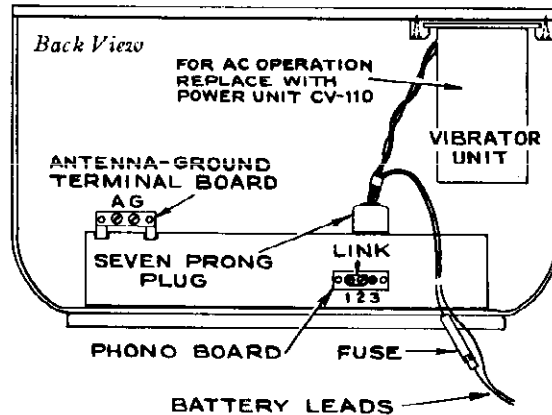 Back View
FOR AC OPERATION
REPLACE WITH
POWER UNIT CV-110
VIBRATOR
UNIT
ANTENNA-GROUND
TERMINAL BOARD
A G
SEVEN PRONG
PLUG
LINK
1 2 3
PHONO BOARD
FUSE
BATTERY LEADS